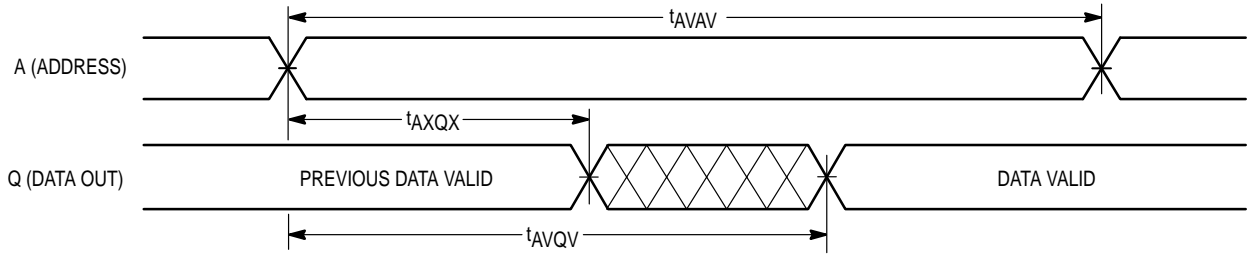 tAVAV
A (ADDRESS)
tAXQX
Q (DATA OUT)
PREVIOUS DATA VALID
DATA VALID
tAVQV